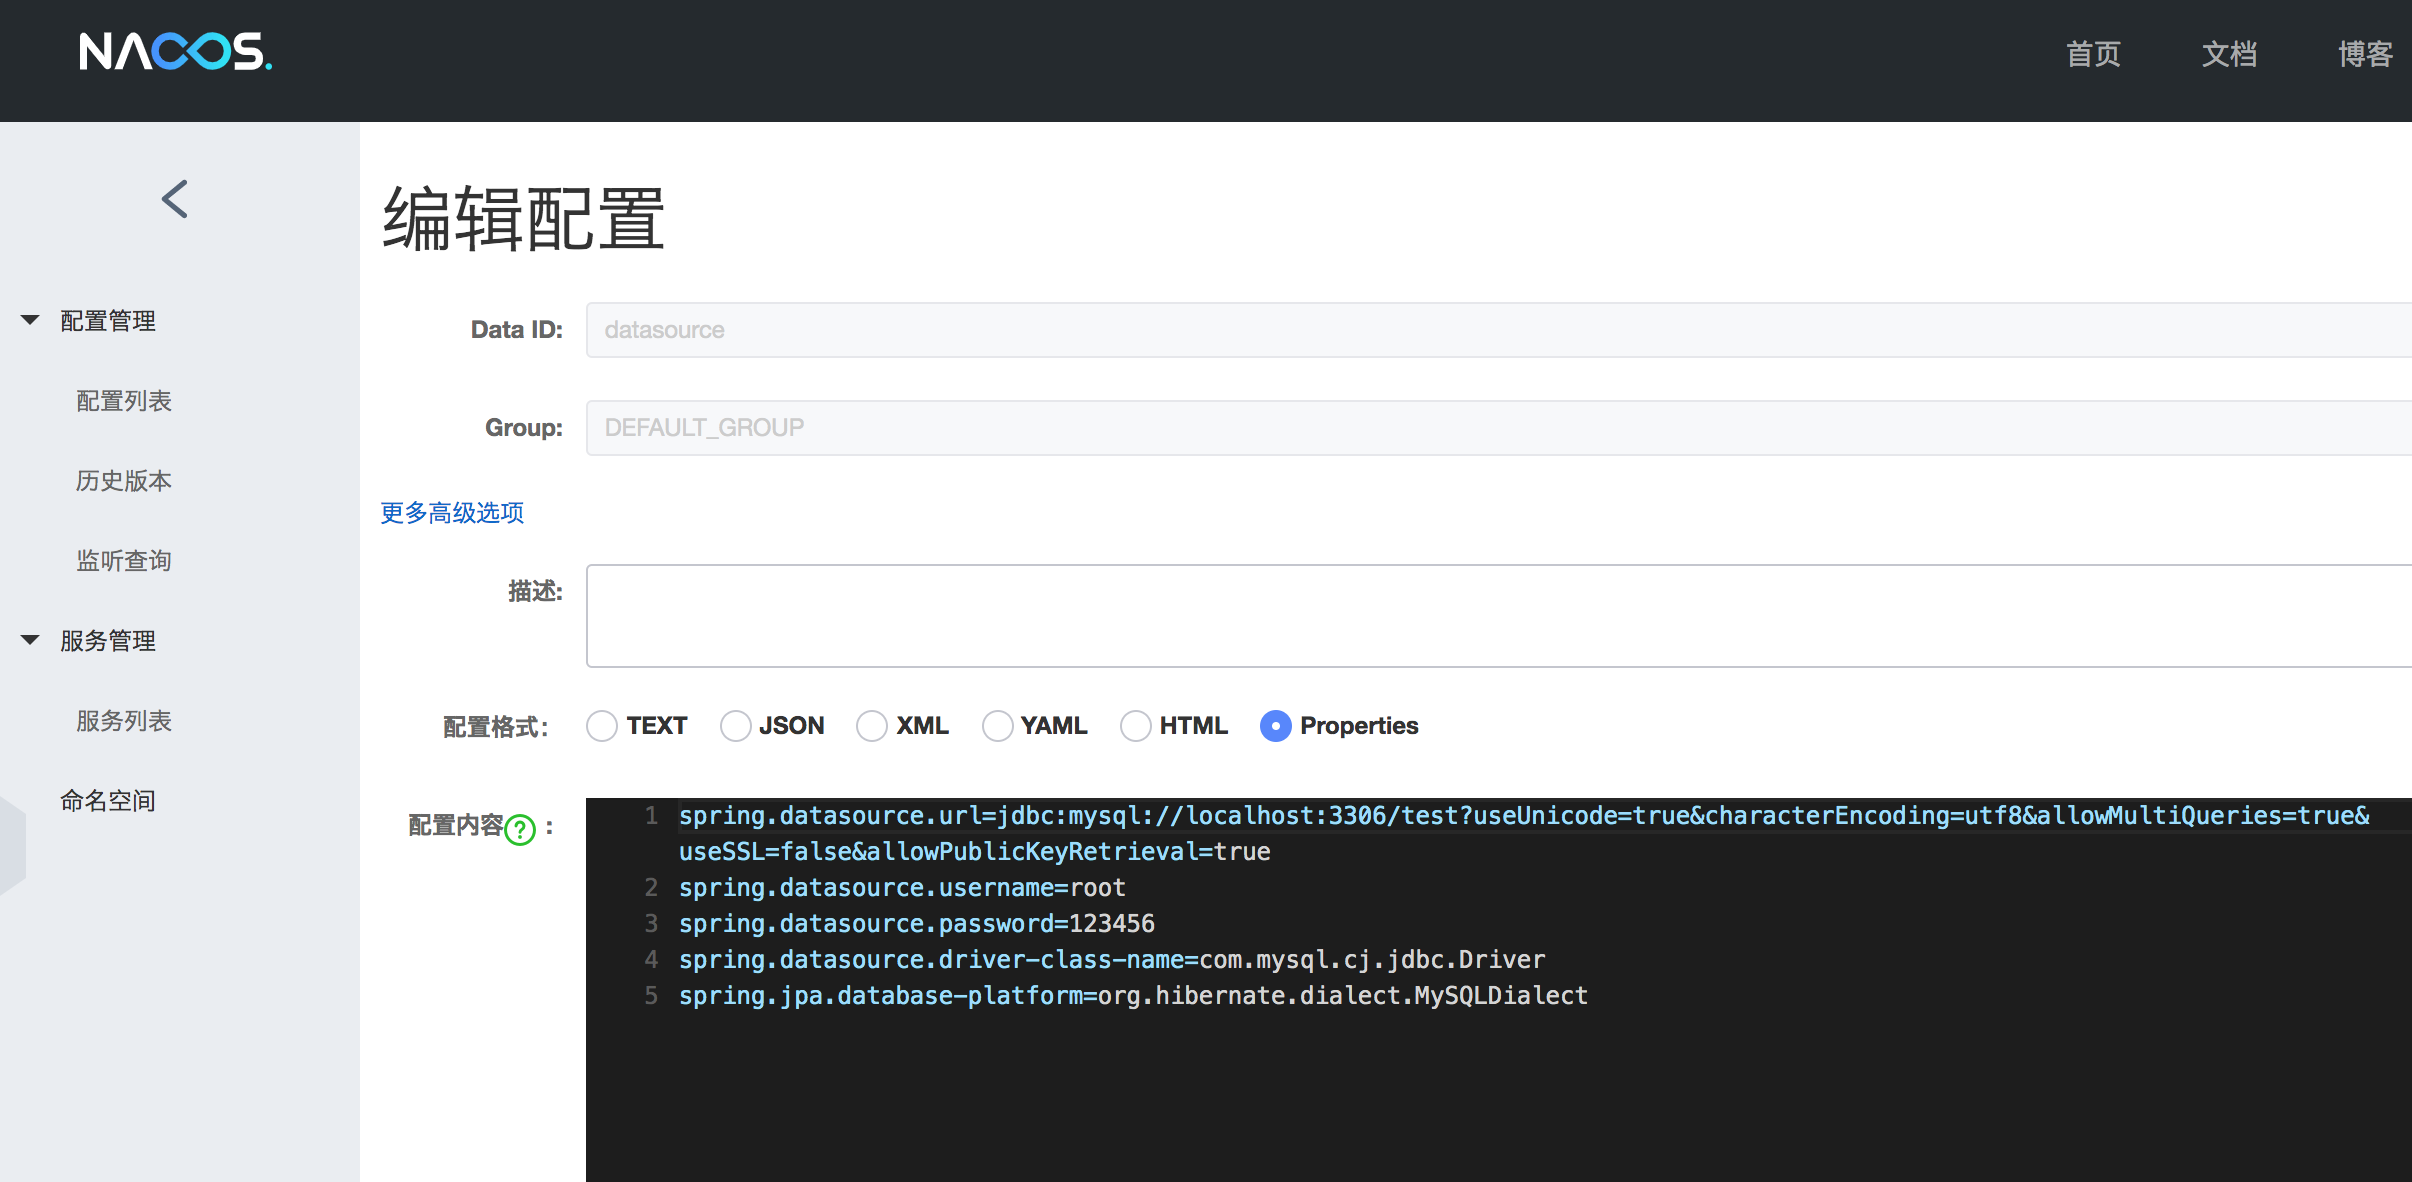 NACOS.
首页 文档 博客
配置管理
配置列表
历史版本
监听查询
服务管理
服务列表
命名空间
编辑配置
Data ID: datasource
Group: DEFAULT_GROUP
更多高级选项
描述:
配置格式: TEXT JSON XML YAML HTML Properties
配置内容? :
1 spring.datasource.url=jdbc:mysql://localhost:3306/test?useUnicode=true&characterEncoding=utf8&allowMultiQueries=true&
useSSL=false&allowPublicKeyRetrieval=true
2 spring.datasource.username=root
3 spring.datasource.password=123456
4 spring.datasource.driver-class-name=com.mysql.cj.jdbc.Driver
5 spring.jpa.database-platform=org.hibernate.dialect.MySQLDialect